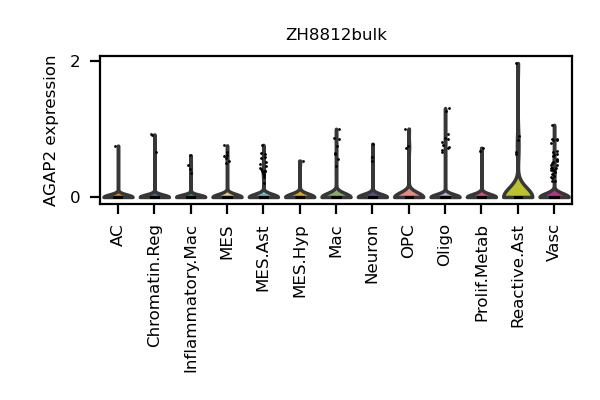 ZH8812bulk
AGAP2 expression
2
0
AC
Chromatin.Reg
Inflammatory.Mac
MES
MES.Ast
MES.Hyp
Mac
Neuron
OPC
Oligo
Prolif.Metab
Reactive.Ast
Vasc